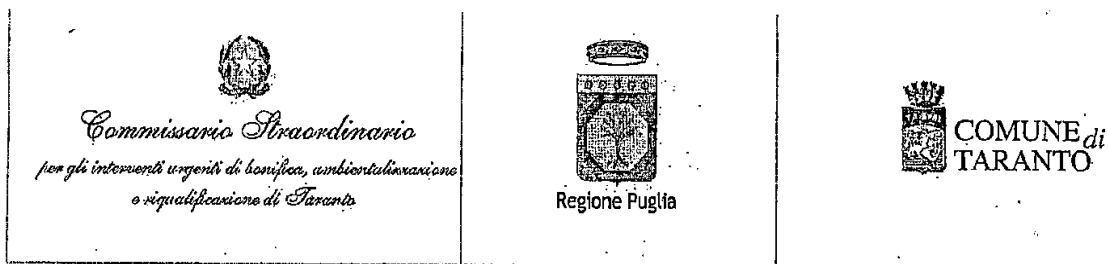 Commissario Straordinario
per gli interventi urgenti di bonifica, ambientalizzazione
e riqualificazione di Taranto
Regione Puglia
COMUNE di
TARANTO